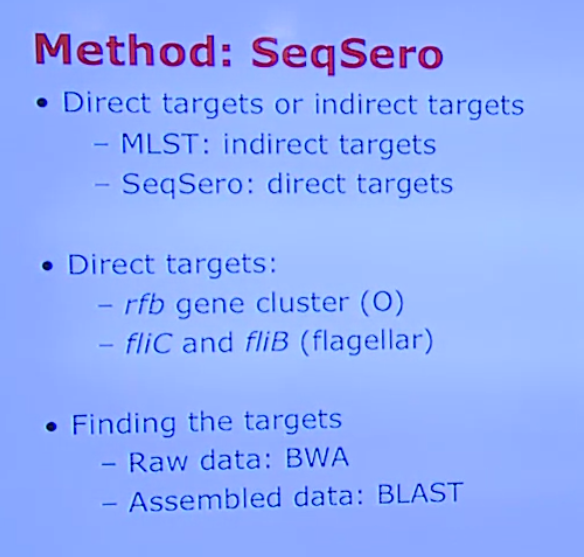 Method: SeqSero
• Direct targets or indirect targets
– MLST: indirect targets
– SeqSero: direct targets
• Direct targets:
– rfb gene cluster (O)
– fliC and fliB (flagellar)
• Finding the targets
– Raw data: BWA
– Assembled data: BLAST